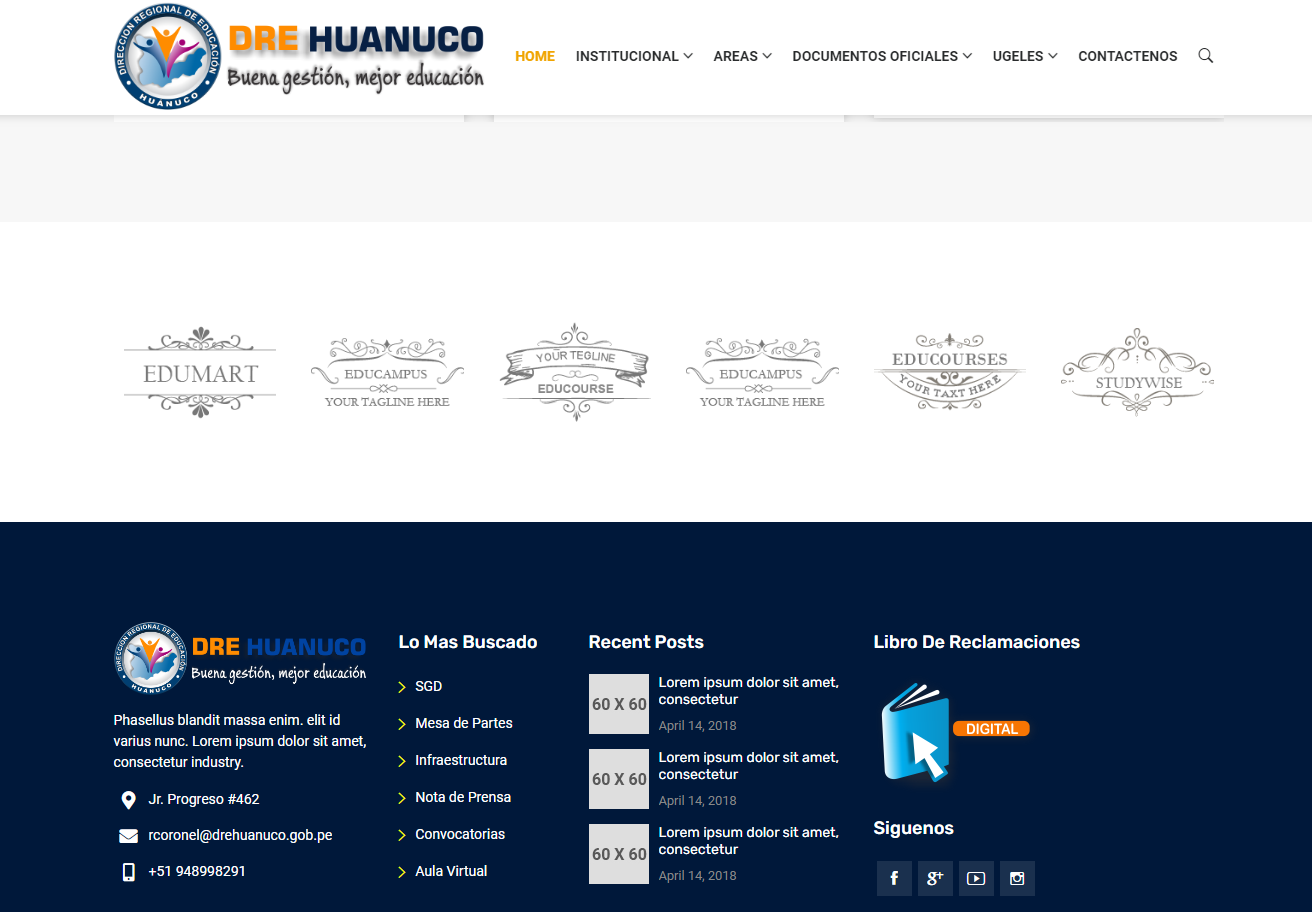 DIRECCION REGIONAL DE EDUCACIÓN
HUANUCO
DRE HUANUCO
Buena gestión, mejor educación
HOME INSTITUCIONAL AREAS DOCUMENTOS OFICIALES UGELES CONTACTENOS
EDUMART
EDUCAMPUS
YOUR TAGLINE HERE
YOUR TEGLINE
EDUCOURSE
EDUCAMPUS
YOUR TAGLINE HERE
EDUCOURSES
YOUR TAXT HERE
STUDYWISE
DIRECCION REGIONAL DE EDUCACIÓN
HUANUCO
DRE HUANUCO
Buena gestión, mejor educación
Phasellus blandit massa enim. elit id
varius nunc. Lorem ipsum dolor sit amet,
consectetur industry.
Jr. Progreso #462
rcoronel@drehuanuco.gob.pe
+51 948998291
Lo Mas Buscado
SGD
Mesa de Partes
Infraestructura
Nota de Prensa
Convocatorias
Aula Virtual
Recent Posts
60 X 60
Lorem ipsum dolor sit amet,
consectetur
April 14, 2018
60 X 60
Lorem ipsum dolor sit amet,
consectetur
April 14, 2018
60 X 60
Lorem ipsum dolor sit amet,
consectetur
April 14, 2018
Libro De Reclamaciones
DIGITAL
Siguenos